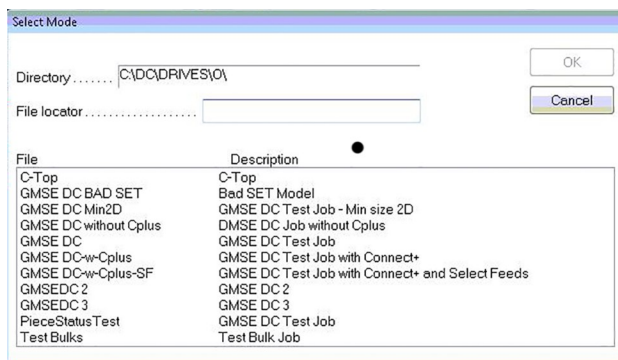 Select Mode
Directory ....... C:\DC\DRIVES\O\
OK
File locator ...................
Cancel
File Description
C-Top C-Top
GMSE DC BAD SET Bad SET Model
GMSE DC Min2D GMSE DC Test Job - Min size 2D
GMSE DC without Cplus DMSE DC Job without Cplus
GMSE DC GMSE DC Test Job
GMSE DC-w-Cplus GMSE DC Test Job with Connect+
GMSE DC-w-Cplus-SF GMSE DC Test Job with Connect+ and Select Feeds
GMSEDC 2 GMSE DC 2
GMSEDC 3 GMSE DC 3
PieceStatusTest GMSE DC Test Job
Test Bulks Test Bulk Job